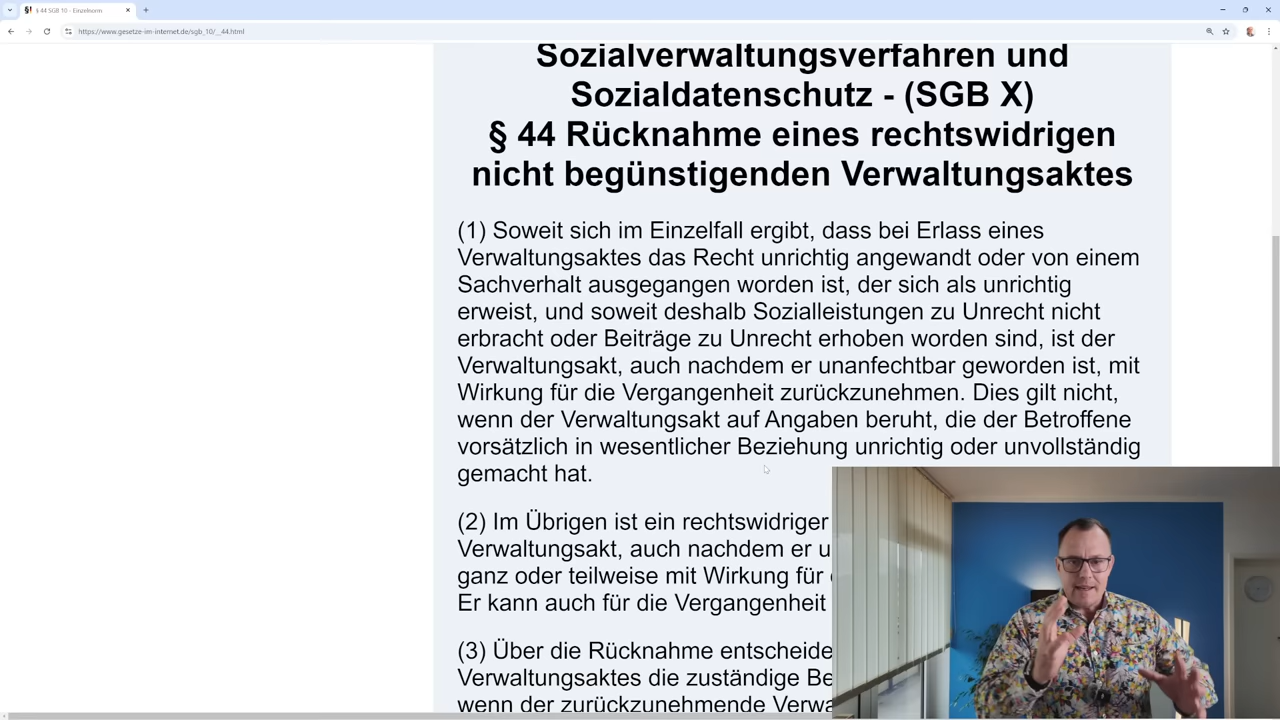 § 44 SGB 10 - Einzelnorm
https://www.gesetze-im-internet.de/sgb_10/__44.html
Sozialverwaltungsverfahren und
Sozialdatenschutz - (SGB X)
§ 44 Rücknahme eines rechtswidrigen
nicht begünstigenden Verwaltungsaktes
(1) Soweit sich im Einzelfall ergibt, dass bei Erlass eines
Verwaltungsaktes das Recht unrichtig angewandt oder von einem
Sachverhalt ausgegangen worden ist, der sich als unrichtig
erweist, und soweit deshalb Sozialleistungen zu Unrecht nicht
erbracht oder Beiträge zu Unrecht erhoben worden sind, ist der
Verwaltungsakt, auch nachdem er unanfechtbar geworden ist, mit
Wirkung für die Vergangenheit zurückzunehmen. Dies gilt nicht,
wenn der Verwaltungsakt auf Angaben beruht, die der Betroffene
vorsätzlich in wesentlicher Beziehung unrichtig oder unvollständig
gemacht hat.
(2) Im Übrigen ist ein rechtswidriger
Verwaltungsakt, auch nachdem er u
ganz oder teilweise mit Wirkung für
Er kann auch für die Vergangenheit
(3) Über die Rücknahme entscheide
Verwaltungsaktes die zuständige Be
wenn der zurückzunehmende Verwa